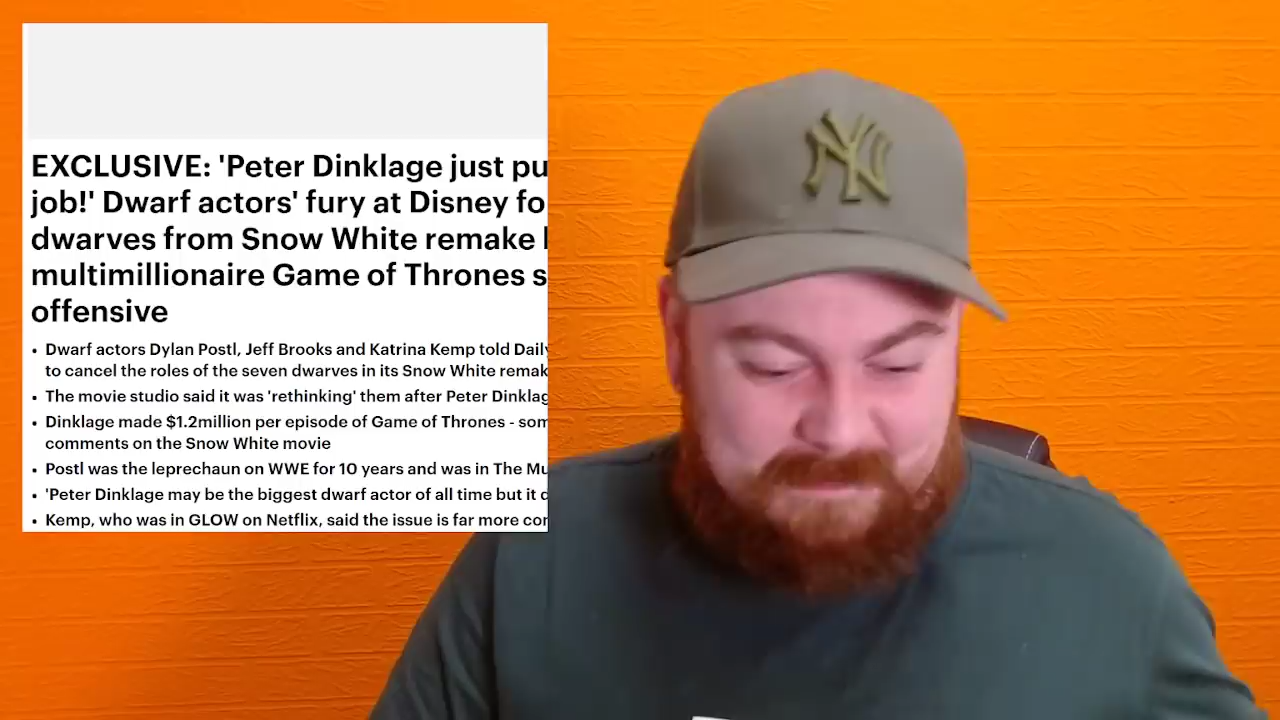 EXCLUSIVE: 'Peter Dinklage just pu
job!' Dwarf actors' fury at Disney fo
dwarves from Snow White remake
multimillionaire Game of Thrones s
offensive
• Dwarf actors Dylan Postl, Jeff Brooks and Katrina Kemp told Daily
to cancel the roles of the seven dwarves in its Snow White remak
• The movie studio said it was 'rethinking' them after Peter Dinklag
• Dinklage made $1.2million per episode of Game of Thrones - som
comments on the Snow White movie
• Postl was the leprechaun on WWE for 10 years and was in The Mu
• 'Peter Dinklage may be the biggest dwarf actor of all time but it d
• Kemp, who was in GLOW on Netflix, said the issue is far more cor
NY